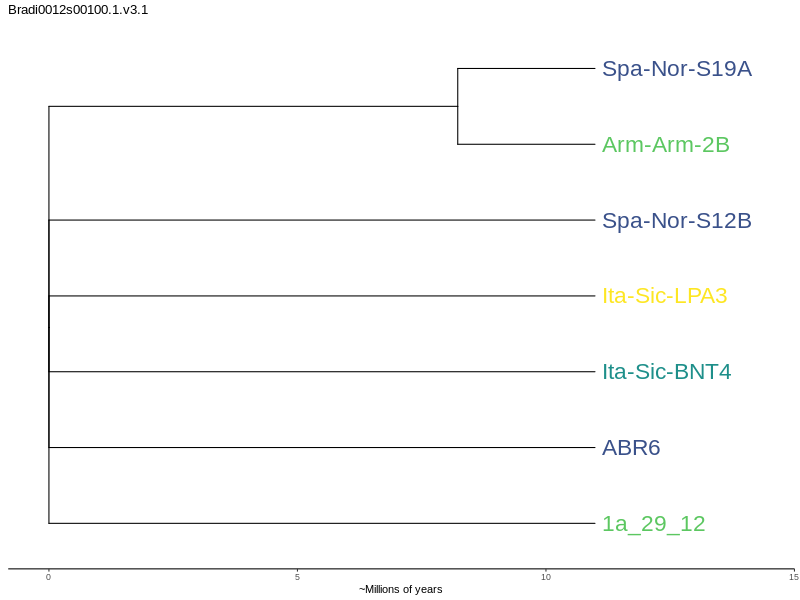 Bradi0012s00100.1.v3.1
Spa-Nor-S19A
Arm-Arm-2B
Spa-Nor-S12B
Ita-Sic-LPA3
Ita-Sic-BNT4
ABR6
1a_29_12
0 5 10 15
~Millions of years